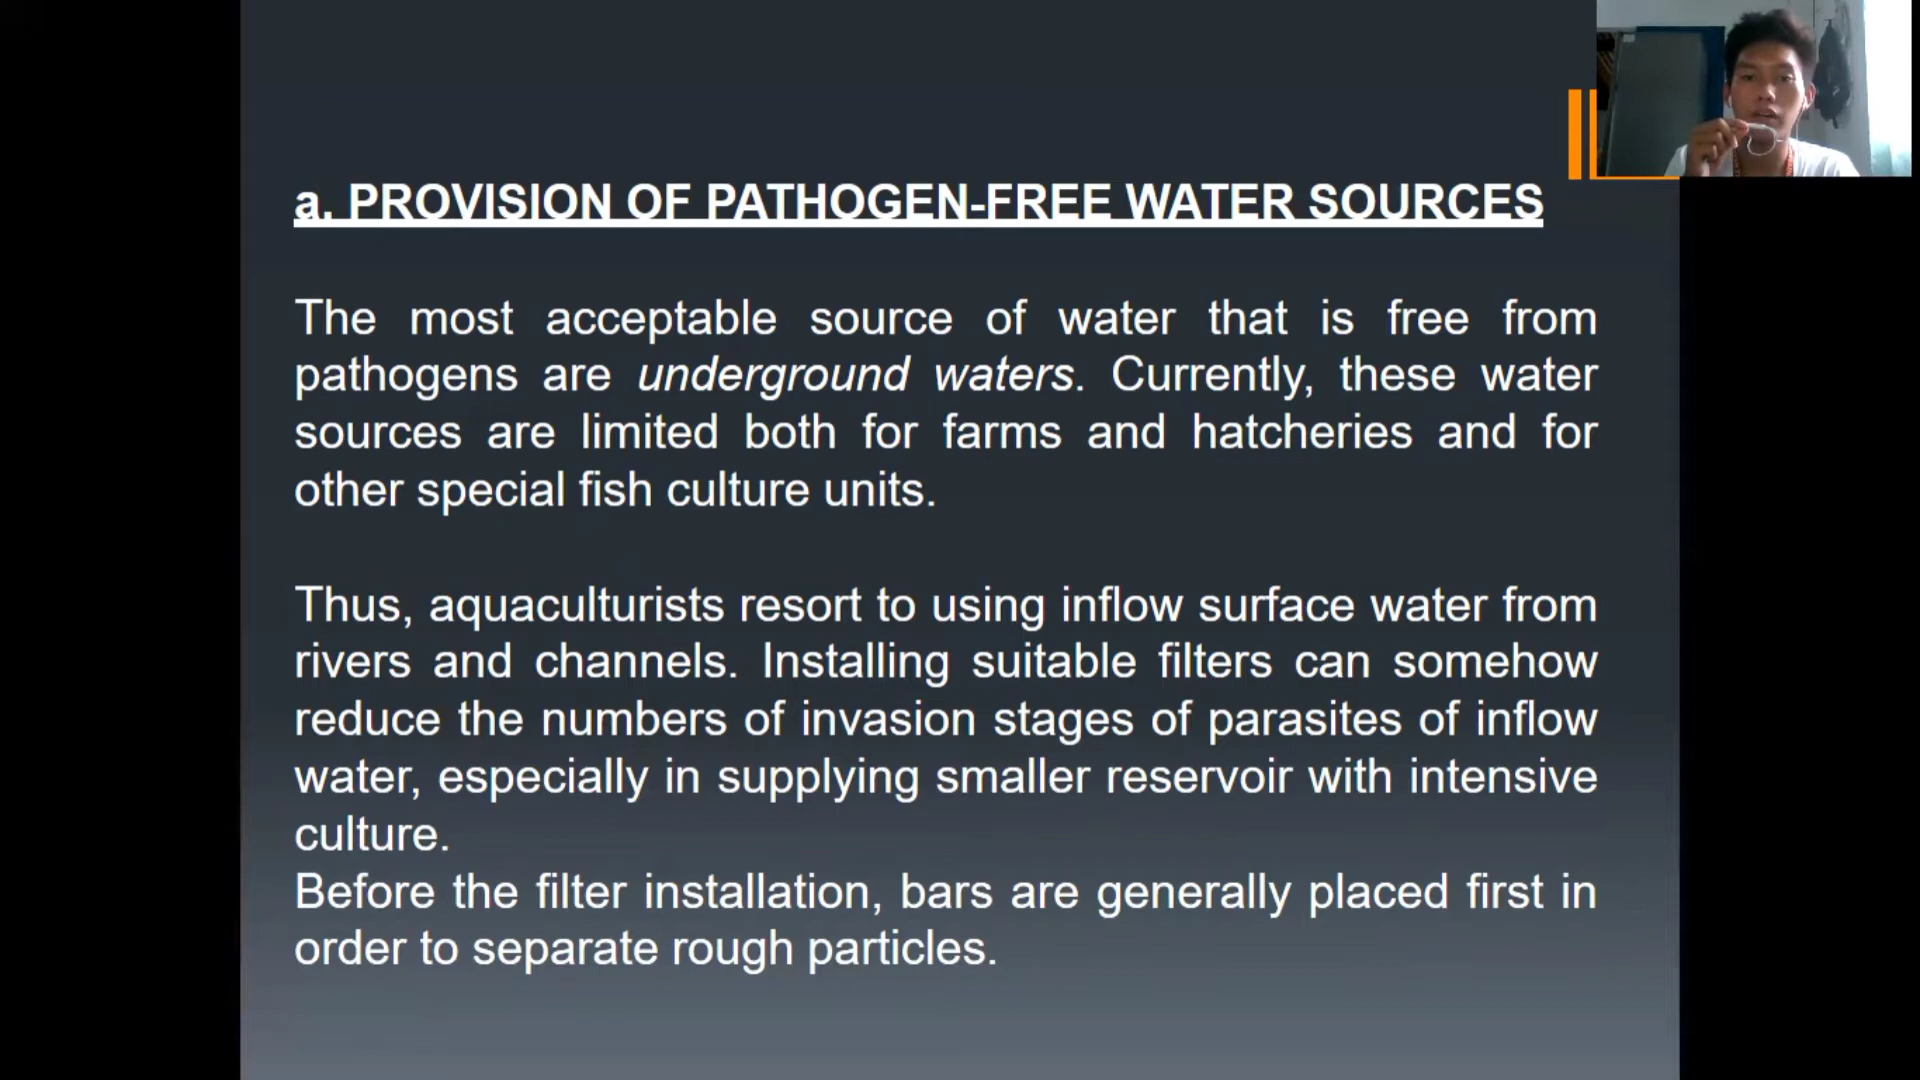 a. PROVISION OF PATHOGEN-FREE WATER SOURCES
The most acceptable source of water that is free from
pathogens are underground waters. Currently, these water
sources are limited both for farms and hatcheries and for
other special fish culture units.
Thus, aquaculturists resort to using inflow surface water from
rivers and channels. Installing suitable filters can somehow
reduce the numbers of invasion stages of parasites of inflow
water, especially in supplying smaller reservoir with intensive
culture.
Before the filter installation, bars are generally placed first in
order to separate rough particles.